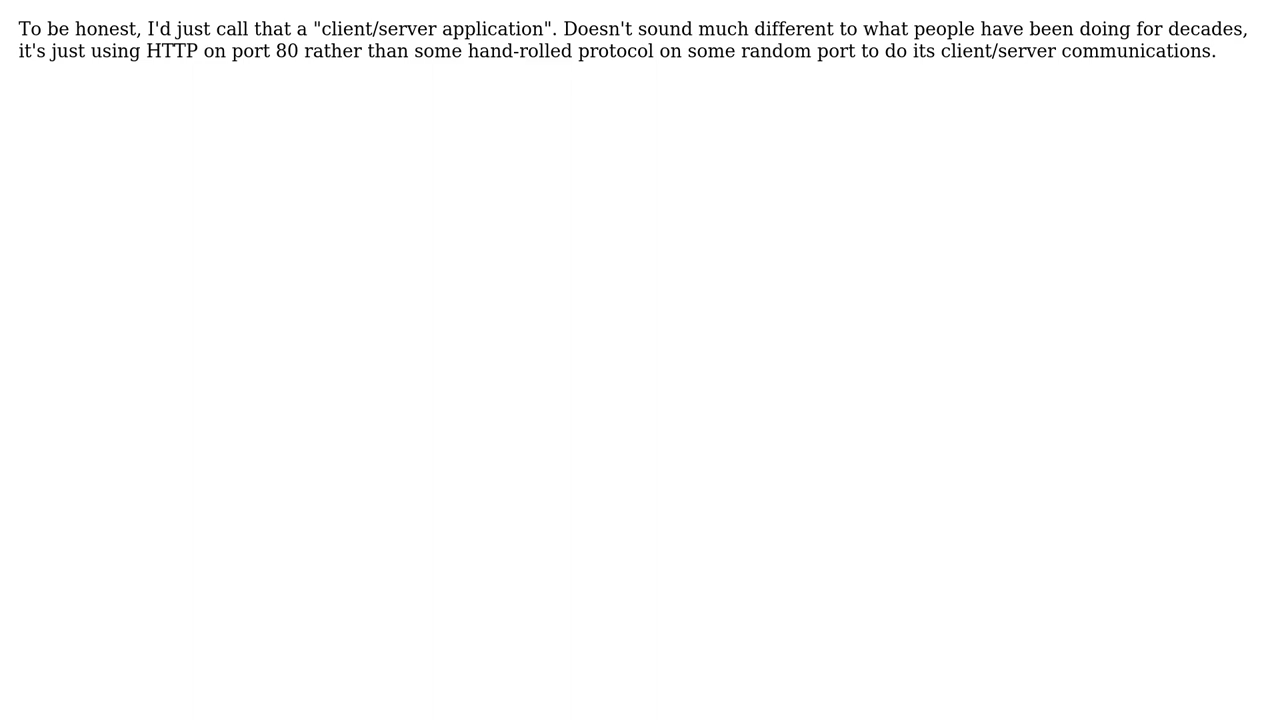 To be honest, I'd just call that a "client/server application". Doesn't sound much different to what people have been doing for decades,
it's just using HTTP on port 80 rather than some hand-rolled protocol on some random port to do its client/server communications.